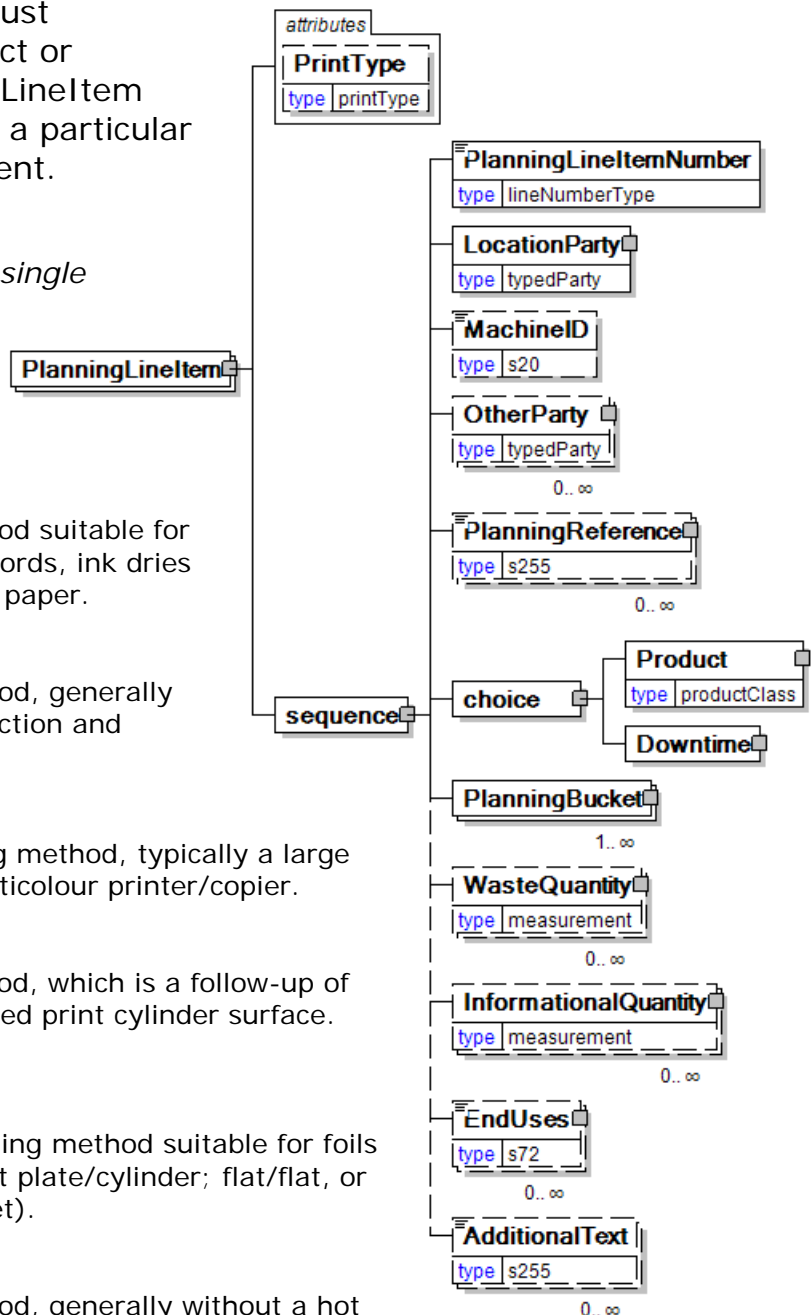 ust
ct or
LineItem
a particular
ent.
single
od suitable for
ords, ink dries
paper.
od, generally
ction and
g method, typically a large
ticolour printer/copier.
od, which is a follow-up of
ed print cylinder surface.
ing method suitable for foils
t plate/cylinder; flat/flat, or
et).
od, generally without a hot
attributes
PrintType
type printType
PlanningLineItem
sequence
PlanningLineItemNumber
type lineNumberType
LocationParty
type typedParty
MachineID
type s20
OtherParty
type typedParty
0.. ∞
PlanningReference
type s255
0.. ∞
choice
Product
type productClass
Downtime
PlanningBucket
1.. ∞
WasteQuantity
type measurement
0.. ∞
InformationalQuantity
type measurement
0.. ∞
EndUses
type s72
0.. ∞
AdditionalText
type s255
0.. ∞